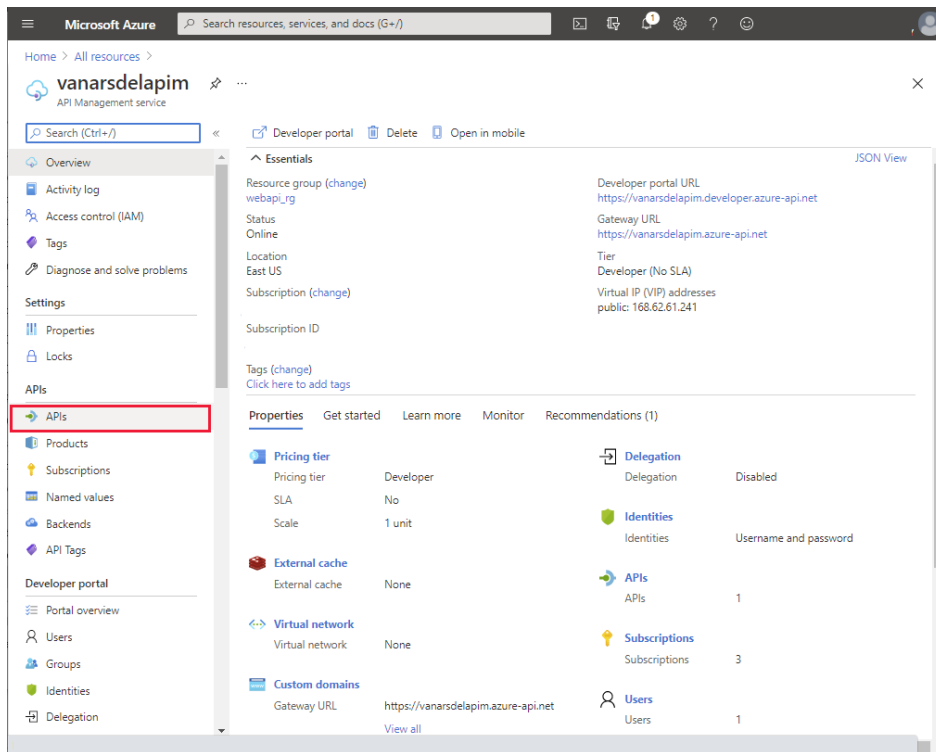 Microsoft Azure
Search resources, services, and docs (G+/)
1
Home > All resources >
vanarsdelapim
API Management service
Search (Ctrl+/)
Overview
Activity log
Access control (IAM)
Tags
Diagnose and solve problems
Settings
Properties
Locks
APIs
APIs
Products
Subscriptions
Named values
Backends
API Tags
Developer portal
Portal overview
Users
Groups
Identities
Delegation
Developer portal Delete Open in mobile
Essentials
JSON View
Resource group (change)
webapi_rg
Status
Online
Location
East US
Subscription (change)
Subscription ID
Developer portal URL
https://vanarsdelapim.developer.azure-api.net
Gateway URL
https://vanarsdelapim.azure-api.net
Tier
Developer (No SLA)
Virtual IP (VIP) addresses
public: 168.62.61.241
Tags (change)
Click here to add tags
Properties Get started Learn more Monitor Recommendations (1)
Pricing tier
Pricing tier Developer
SLA No
Scale 1 unit
External cache
External cache None
Virtual network
Virtual network None
Custom domains
Gateway URL https://vanarsdelapim.azure-api.net
View all
Delegation
Delegation Disabled
Identities
Identities Username and password
APIs
APIs 1
Subscriptions
Subscriptions 3
Users
Users 1